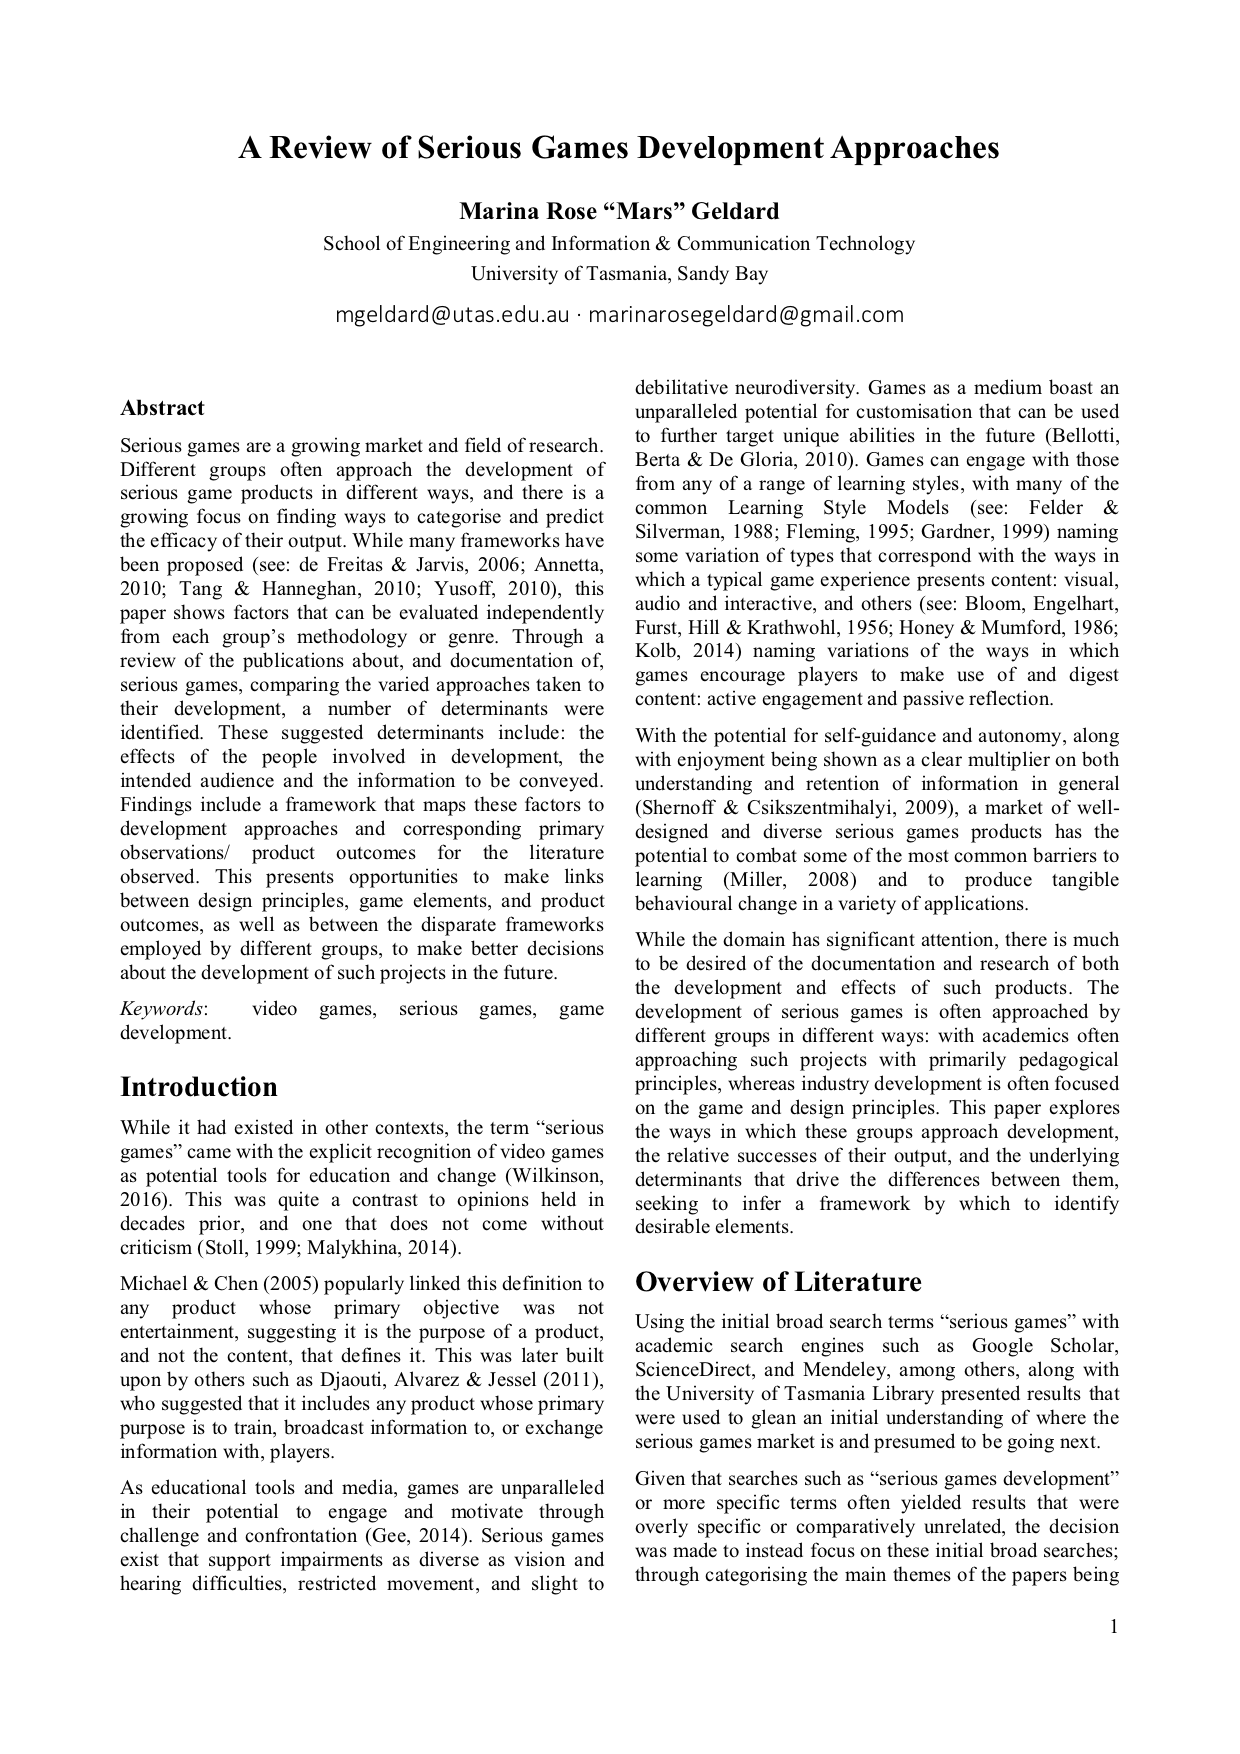 A Review of Serious Games Development Approaches
Marina Rose “Mars” Geldard
School of Engineering and Information & Communication Technology
University of Tasmania, Sandy Bay
mgeldard@utas.edu.au · marinarosegeldard@gmail.com
Abstract
Serious games are a growing market and field of research.
Different groups often approach the development of
serious game products in different ways, and there is a
growing focus on finding ways to categorise and predict
the efficacy of their output. While many frameworks have
been proposed (see: de Freitas & Jarvis, 2006; Annetta,
2010; Tang & Hanneghan, 2010; Yusoff, 2010), this
paper shows factors that can be evaluated independently
from each group’s methodology or genre. Through a
review of the publications about, and documentation of,
serious games, comparing the varied approaches taken to
their development, a number of determinants were
identified. These suggested determinants include: the
effects of the people involved in development, the
intended audience and the information to be conveyed.
Findings include a framework that maps these factors to
development approaches and corresponding primary
observations/ product outcomes for the literature
observed. This presents opportunities to make links
between design principles, game elements, and product
outcomes, as well as between the disparate frameworks
employed by different groups, to make better decisions
about the development of such projects in the future.
Keywords: video games, serious games, game
development.
Introduction
While it had existed in other contexts, the term “serious
games” came with the explicit recognition of video games
as potential tools for education and change (Wilkinson,
2016). This was quite a contrast to opinions held in
decades prior, and one that does not come without
criticism (Stoll, 1999; Malykhina, 2014).
Michael & Chen (2005) popularly linked this definition to
any product whose primary objective was not
entertainment, suggesting it is the purpose of a product,
and not the content, that defines it. This was later built
upon by others such as Djaouti, Alvarez & Jessel (2011),
who suggested that it includes any product whose primary
purpose is to train, broadcast information to, or exchange
information with, players.
As educational tools and media, games are unparalleled
in their potential to engage and motivate through
challenge and confrontation (Gee, 2014). Serious games
exist that support impairments as diverse as vision and
hearing difficulties, restricted movement, and slight to
debilitative neurodiversity. Games as a medium boast an
unparalleled potential for customisation that can be used
to further target unique abilities in the future (Bellotti,
Berta & De Gloria, 2010). Games can engage with those
from any of a range of learning styles, with many of the
common Learning Style Models (see: Felder &
Silverman, 1988; Fleming, 1995; Gardner, 1999) naming
some variation of types that correspond with the ways in
which a typical game experience presents content: visual,
audio and interactive, and others (see: Bloom, Engelhart,
Furst, Hill & Krathwohl, 1956; Honey & Mumford, 1986;
Kolb, 2014) naming variations of the ways in which
games encourage players to make use of and digest
content: active engagement and passive reflection.
With the potential for self-guidance and autonomy, along
with enjoyment being shown as a clear multiplier on both
understanding and retention of information in general
(Shernoff & Csikszentmihalyi, 2009), a market of well-
designed and diverse serious games products has the
potential to combat some of the most common barriers to
learning (Miller, 2008) and to produce tangible
behavioural change in a variety of applications.
While the domain has significant attention, there is much
to be desired of the documentation and research of both
the development and effects of such products. The
development of serious games is often approached by
different groups in different ways: with academics often
approaching such projects with primarily pedagogical
principles, whereas industry development is often focused
on the game and design principles. This paper explores
the ways in which these groups approach development,
the relative successes of their output, and the underlying
determinants that drive the differences between them,
seeking to infer a framework by which to identify
desirable elements.
Overview of Literature
Using the initial broad search terms “serious games” with
academic search engines such as Google Scholar,
ScienceDirect, and Mendeley, among others, along with
the University of Tasmania Library presented results that
were used to glean an initial understanding of where the
serious games market is and presumed to be going next.
Given that searches such as “serious games development”
or more specific terms often yielded results that were
overly specific or comparatively unrelated, the decision
was made to instead focus on these initial broad searches;
through categorising the main themes of the papers being
1